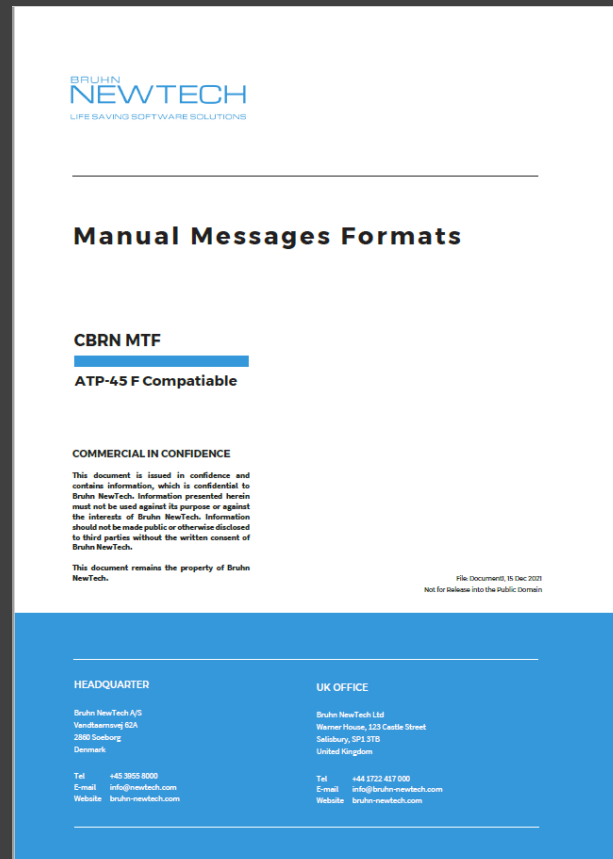 BRUHN
NEWTECH
LIFE SAVING SOFTWARE SOLUTIONS
Manual Messages Formats
CBRN MTF
ATP-45 F Compatiable
COMMERCIAL IN CONFIDENCE
This document is issued in confidence and
contains information, which is confidential to
Bruhn NewTech. Information presented herein
must not be used against its purpose or against
the interests of Bruhn NewTech. Information
should not be made public or otherwise disclosed
to third parties without the written consent of
Bruhn NewTech.
This document remains the property of Bruhn
NewTech.
File: Document1, 15 Dec 2021
Not for Release into the Public Domain
HEADQUARTER
Bruhn NewTech A/S
Vandtaarnsvej 62A
2860 Soeborg
Denmark
Tel +45 3955 8000
E-mail info@newtech.com
Website bruhn-newtech.com
UK OFFICE
Bruhn NewTech Ltd
Warner House, 123 Castle Street
Salisbury, SP1 3TB
United Kingdom
Tel +44 1722 417 000
E-mail info@bruhn-newtech.com
Website bruhn-newtech.com